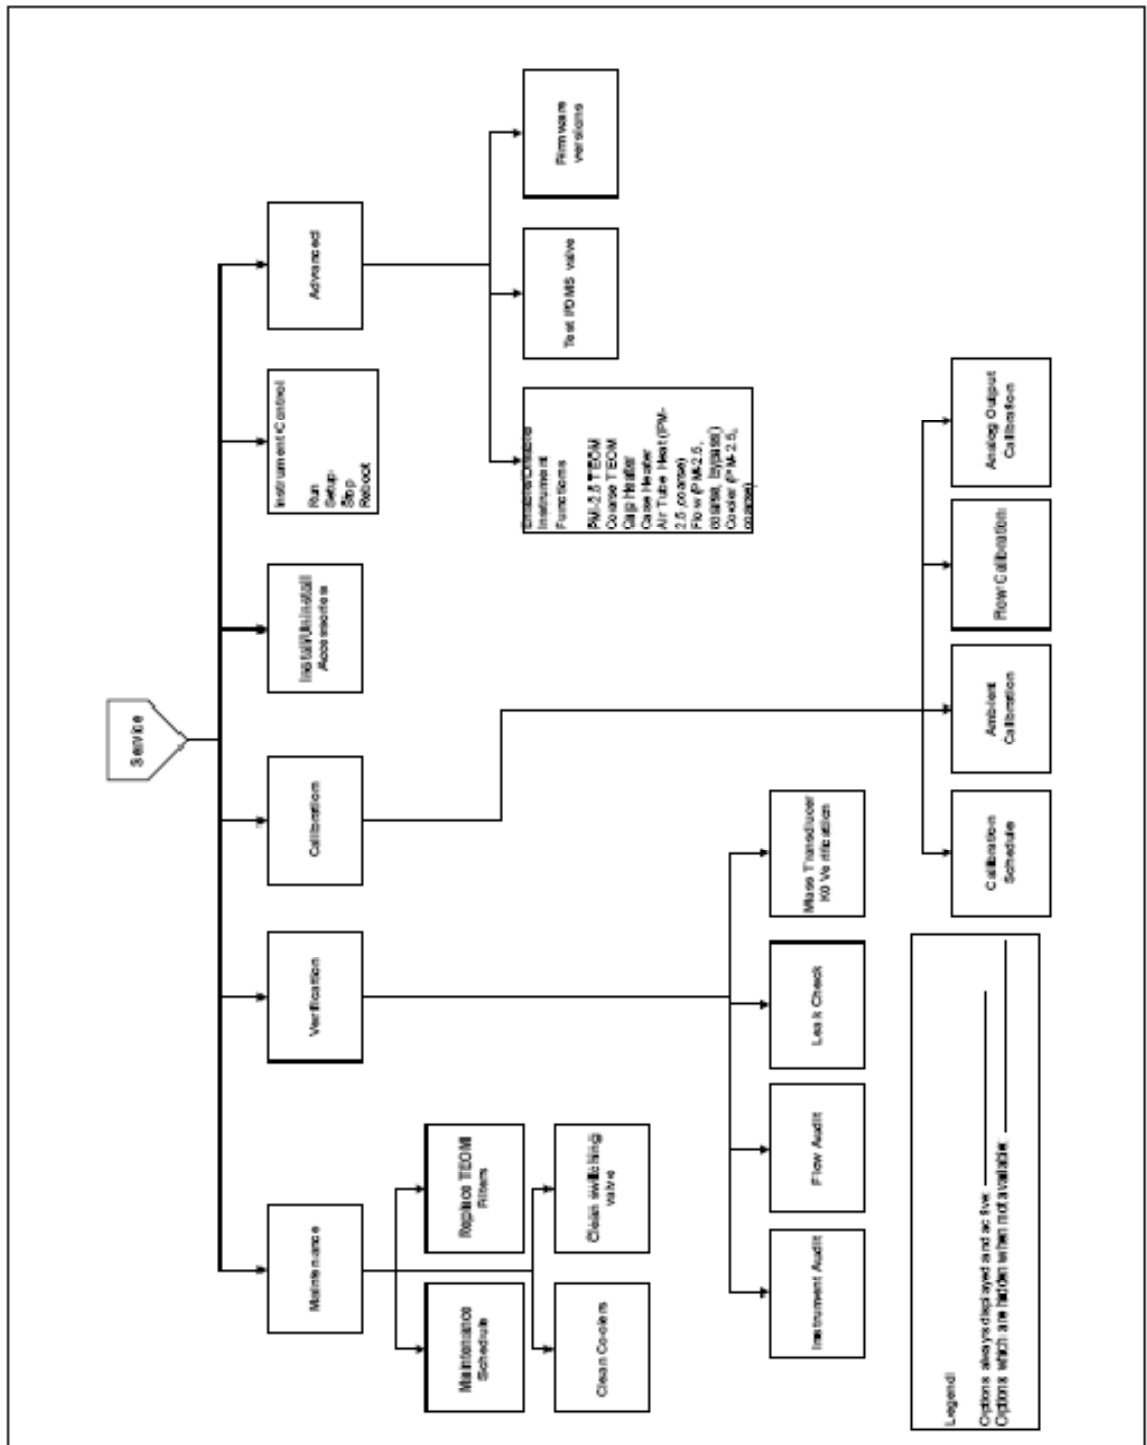 Service
Maintenance
Verification
Calibration
Install/Uninstall
Accessories
Instrument Control
Run
Setup
Stop
Reboot
Advanced
Maintenance
Schedule
Replace TEOM
Filters
Clean Coolers
Clean switching
valve
Enable/Disable
Instrument
Functions
PM-2.5 TEOM
Coarse TEOM
Cap Heater
Case Heater
Air Tube Heat (PM-
2.5, coarse)
Flow (PM-2.5,
coarse, bypass)
Cooler (PM-2.5,
coarse)
Test FDMS valve
Firmware
versions
Instrument Audit
Flow Audit
Leak Check
Mass Transducer
K0 Verification
Calibration
Schedule
Ambient
Calibration
Flow Calibration
Analog Output
Calibration
Legend:
Options always displayed and active:
Options which are hidden when not available: